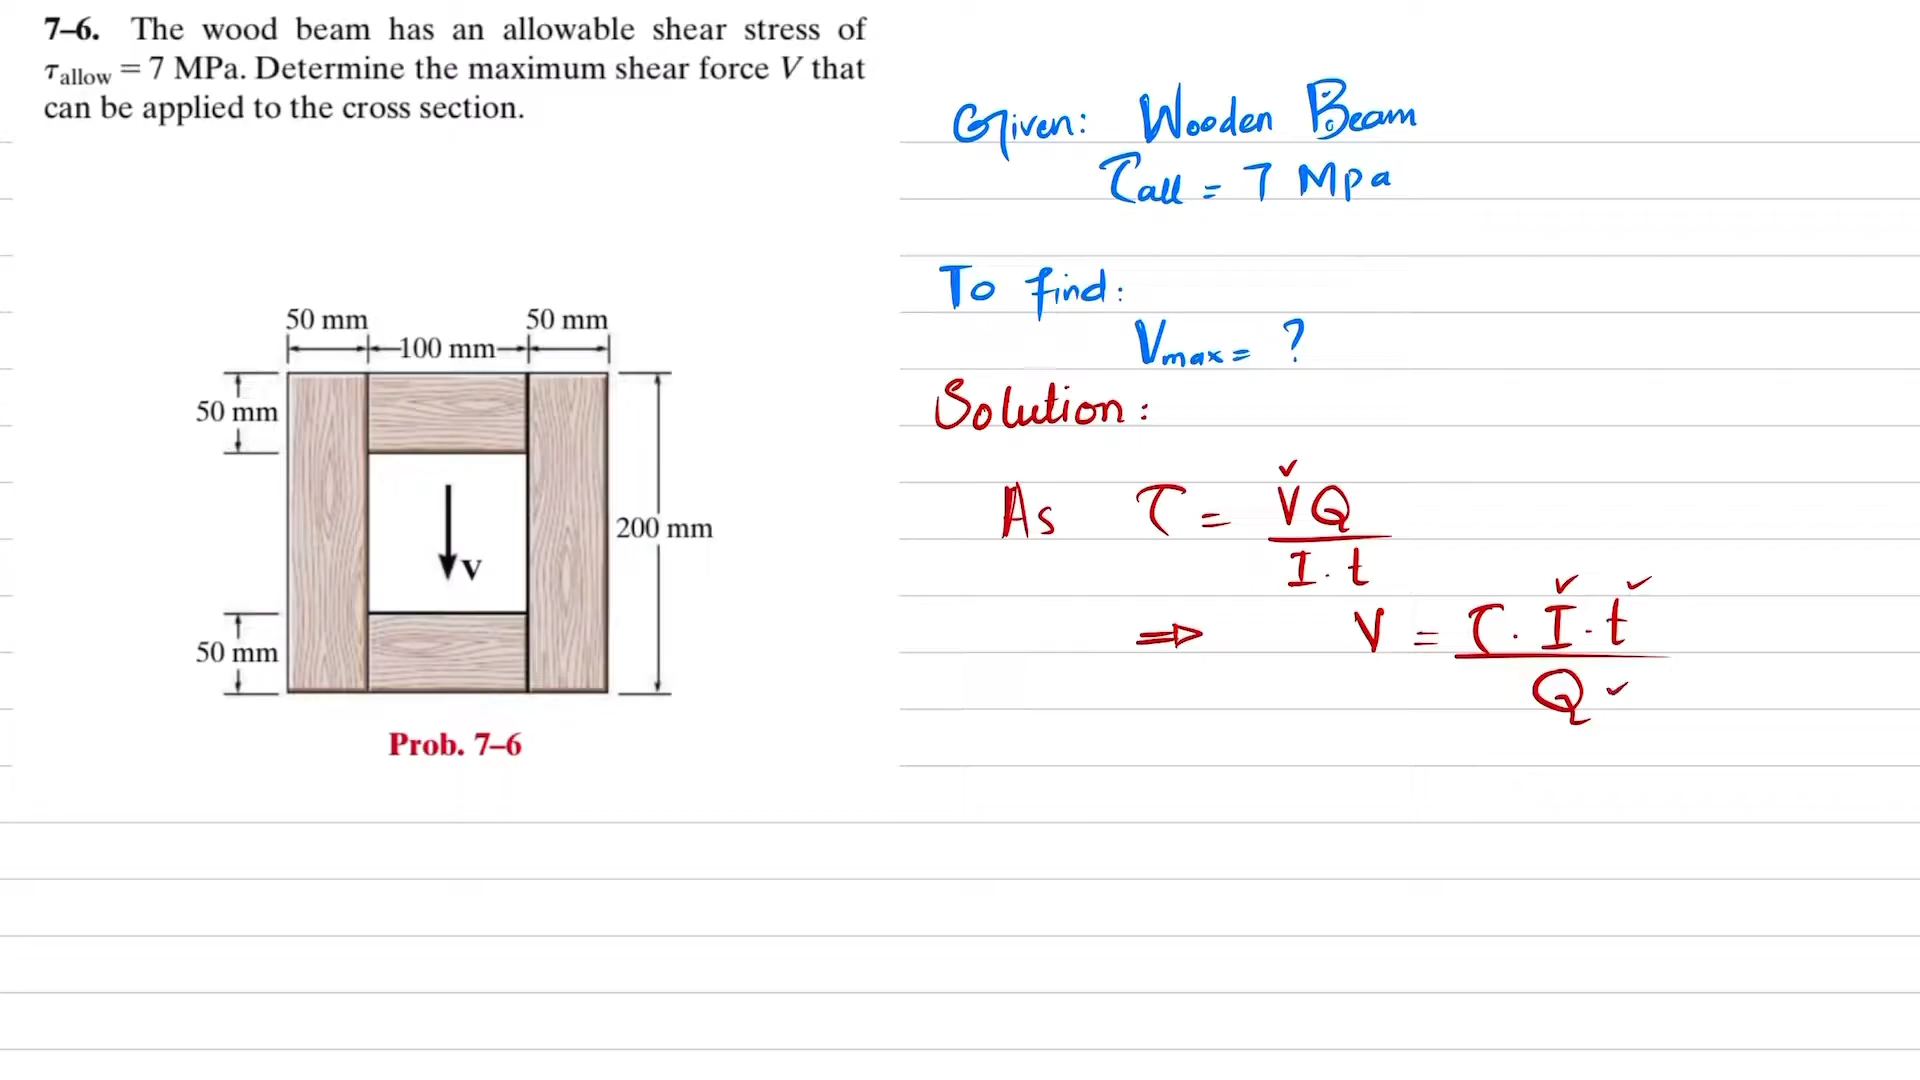 7–6. The wood beam has an allowable shear stress of
τallow = 7 MPa. Determine the maximum shear force V that
can be applied to the cross section.
50 mm
50 mm
100 mm
50 mm
200 mm
V
50 mm
Prob. 7–6
Given: Wooden Beam
τall = 7 Mpa
To find:
Vmax = ?
Solution:
As τ = VQ
I.t
⇒ V = τ.I.t
Q